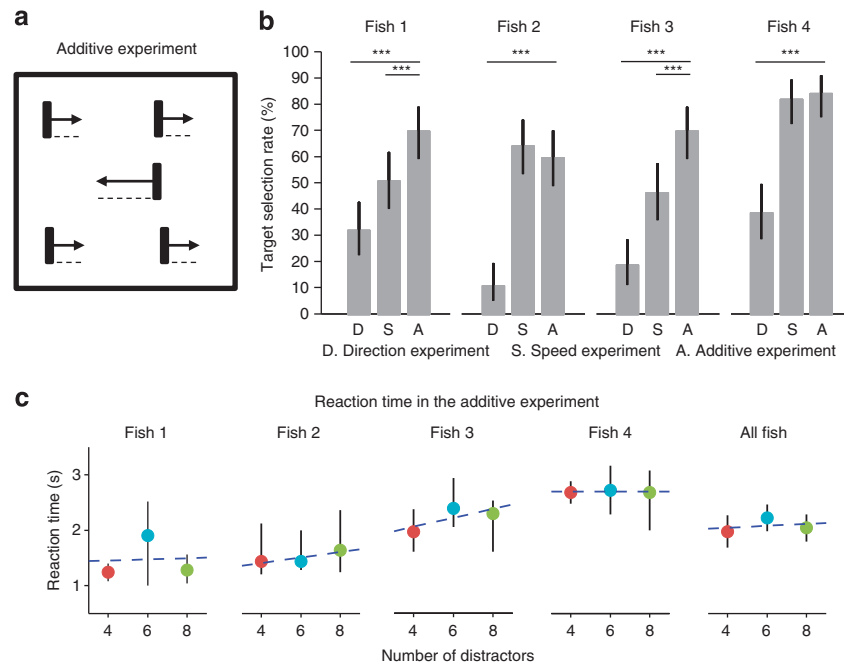 a
Additive experiment
b
Fish 1 Fish 2 Fish 3 Fish 4
Target selection rate (%)
100
90
80
70
60
50
40
30
20
10
0
*** *** *** ***
*** ***
D S A D S A D S A D S A
D. Direction experiment S. Speed experiment A. Additive experiment
c
Reaction time in the additive experiment
Fish 1 Fish 2 Fish 3 Fish 4 All fish
Reaction time (s)
3
2
1
4 6 8 4 6 8 4 6 8 4 6 8 4 6 8
Number of distractors